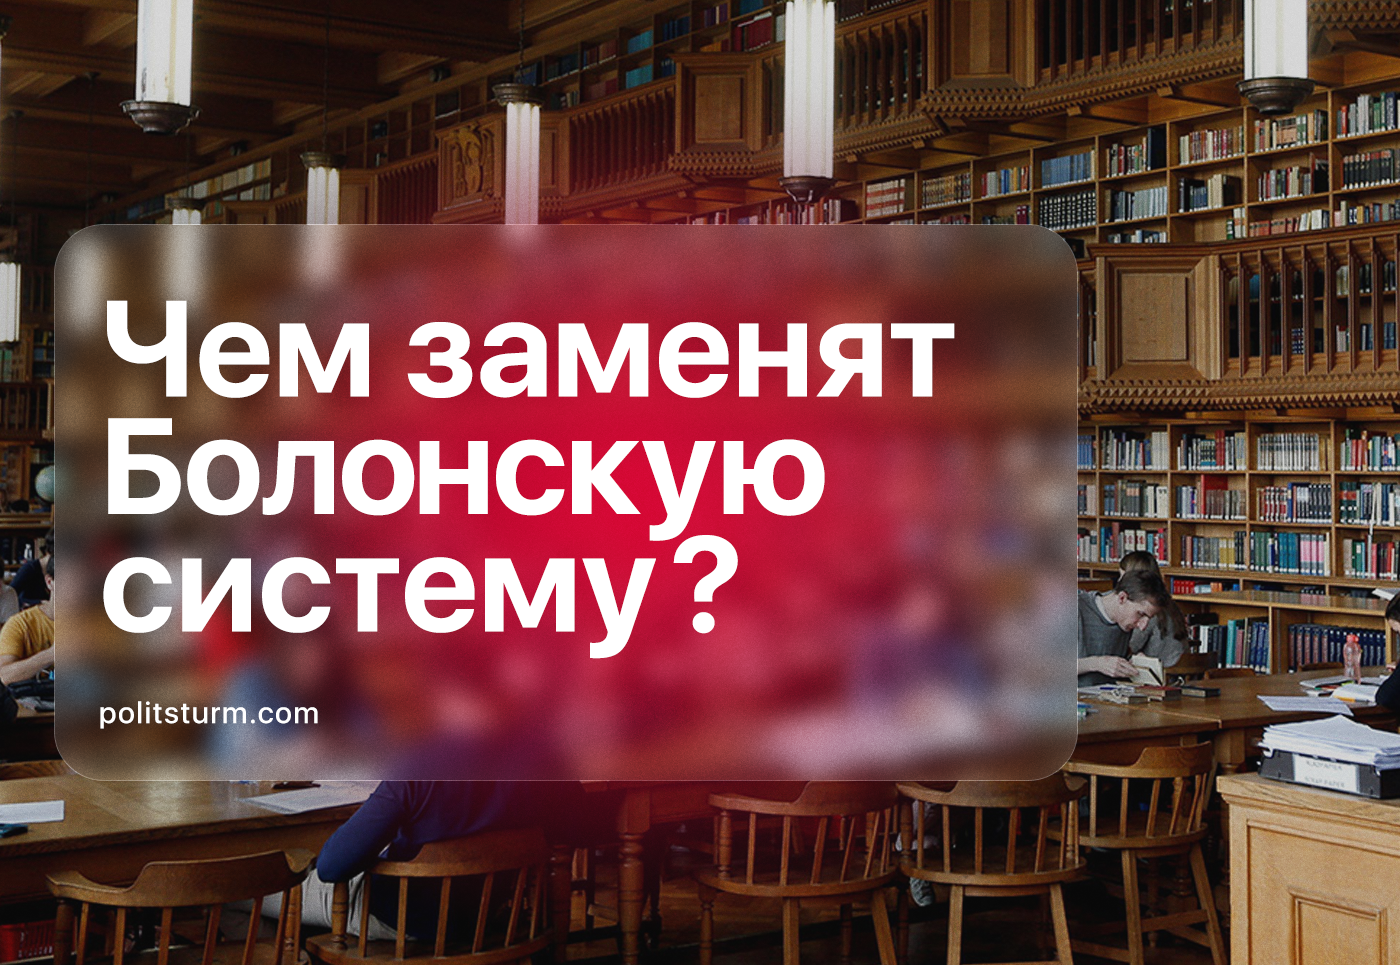 Чем заменят
Болонскую
систему?
politsturm.com